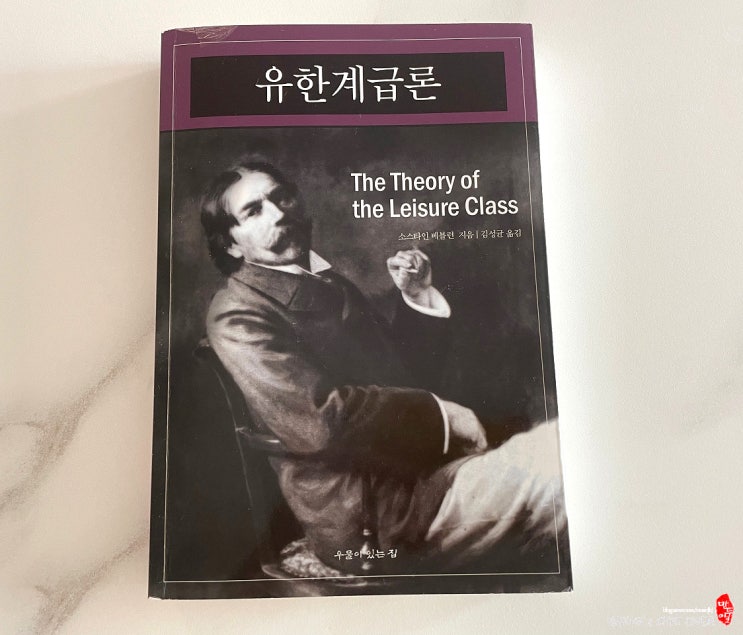 유한계급론
The Theory of
the Leisure Class
소스타인 베블런 지음 | 김성균 옮김
우물이 있는 집